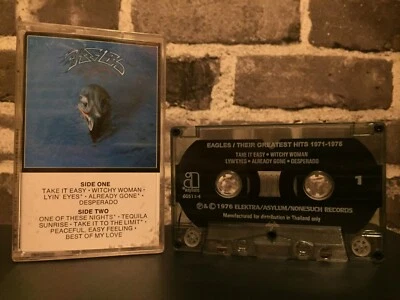 Eagles
SIDE ONE
TAKE IT EASY • WITCHY WOMAN •
LYIN' EYES* • ALREADY GONE* •
DESPERADO
SIDE TWO
ONE OF THESE NIGHTS* • TEQUILA
SUNRISE • TAKE IT TO THE LIMIT* •
PEACEFUL, EASY FEELING •
BEST OF MY LOVE
EAGLES / THEIR GREATEST HITS 1971-1975
TAKE IT EASY • WITCHY WOMAN
LYIN'EYES • ALREADY GONE • DESPERADO
a
1
℗&© 1976 ELEKTRA/ASYLUM/NONESUCH RECORDS
Manufactured for distribution in Thailand only